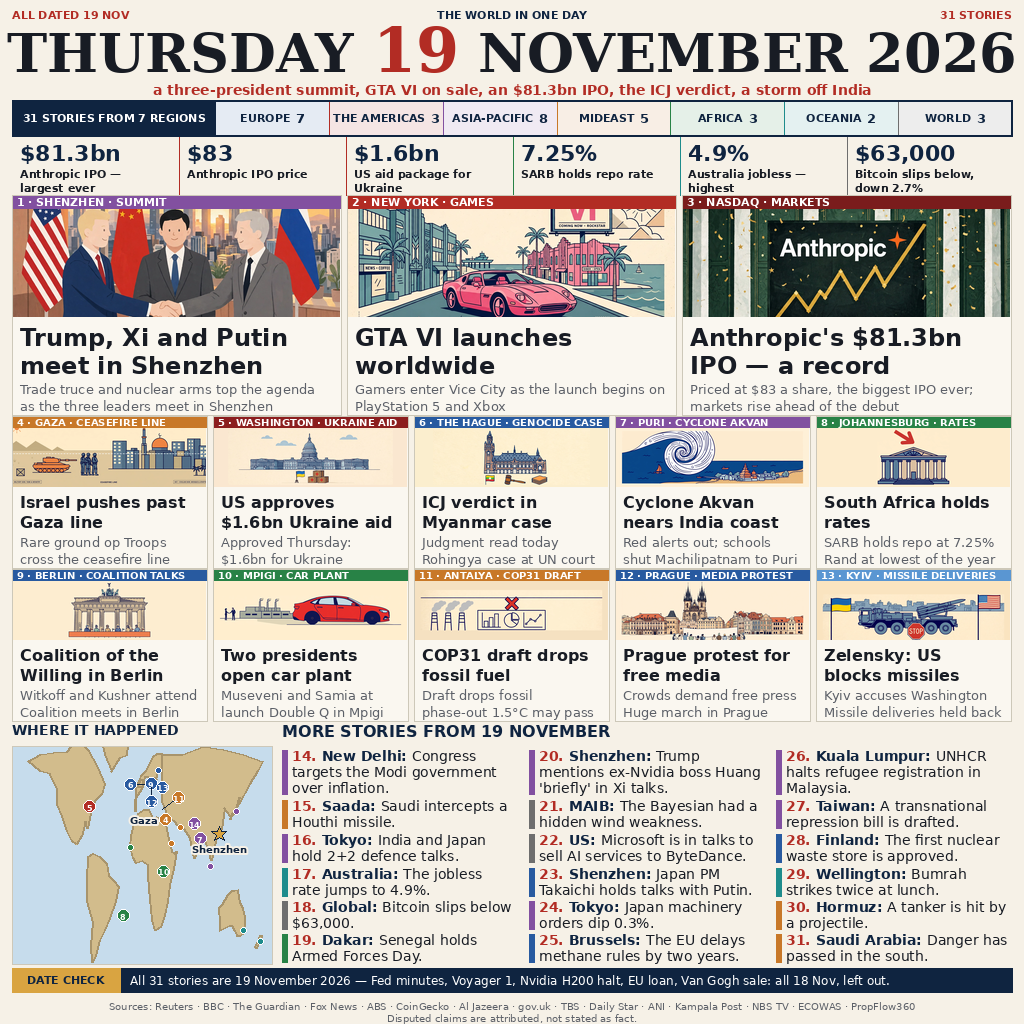 ALL DATED 19 NOV
THE WORLD IN ONE DAY
31 STORIES
THURSDAY 19 NOVEMBER 2026
a three-president summit, GTA VI on sale, an $81.3bn IPO, the ICJ verdict, a storm off India
31 STORIES FROM 7 REGIONS
EUROPE 7
THE AMERICAS 3
ASIA-PACIFIC 8
MIDEAST 5
AFRICA 3
OCEANIA 2
WORLD 3
$81.3bn
Anthropic IPO —
largest ever
$83
Anthropic IPO price
$1.6bn
US aid package for
Ukraine
7.25%
SARB holds repo rate
4.9%
Australia jobless —
highest
$63,000
Bitcoin slips below,
down 2.7%
1 · SHENZHEN · SUMMIT
Trump, Xi and Putin
meet in Shenzhen
Trade truce and nuclear arms top the agenda
as the three leaders meet in Shenzhen
2 · NEW YORK · GAMES
VI
COMING NOW · ROCKSTAR
NEWS · COFFEE
GTA VI launches
worldwide
Gamers enter Vice City as the launch begins on
PlayStation 5 and Xbox
3 · NASDAQ · MARKETS
Anthropic
Anthropic's $81.3bn
IPO — a record
Priced at $83 a share, the biggest IPO ever;
markets rise ahead of the debut
4 · GAZA · CEASEFIRE LINE
Israel pushes past
Gaza line
Rare ground op Troops
cross the ceasefire line
5 · WASHINGTON · UKRAINE AID
US approves
$1.6bn Ukraine aid
Approved Thursday:
$1.6bn for Ukraine
6 · THE HAGUE · GENOCIDE CASE
ICJ verdict in
Myanmar case
Judgment read today
Rohingya case at UN court
7 · PURI · CYCLONE AKVAN
Cyclone Akvan
nears India coast
Red alerts out; schools
shut Machilipatnam to Puri
8 · JOHANNESBURG · RATES
South Africa holds
rates
SARB holds repo at 7.25%
Rand at lowest of the year
9 · BERLIN · COALITION TALKS
Coalition of the
Willing in Berlin
Witkoff and Kushner attend
Coalition meets in Berlin
10 · MPIGI · CAR PLANT
Two presidents
open car plant
Museveni and Samia at
launch Double Q in Mpigi
11 · ANTALYA · COP31 DRAFT
COP31 draft drops
fossil fuel
Draft drops fossil
phase-out 1.5°C may pass
12 · PRAGUE · MEDIA PROTEST
Prague protest for
free media
Crowds demand free press
Huge march in Prague
13 · KYIV · MISSILE DELIVERIES
STOP
Zelensky: US
blocks missiles
Kyiv accuses Washington
Missile deliveries held back
WHERE IT HAPPENED
6
9
13
12
11
5
Gaza
4
14
7
Shenzhen
10
8
MORE STORIES FROM 19 NOVEMBER
14. New Delhi: Congress
targets the Modi government
over inflation.
15. Saada: Saudi intercepts a
Houthi missile.
16. Tokyo: India and Japan
hold 2+2 defence talks.
17. Australia: The jobless
rate jumps to 4.9%.
18. Global: Bitcoin slips below
$63,000.
19. Dakar: Senegal holds
Armed Forces Day.
20. Shenzhen: Trump
mentions ex-Nvidia boss Huang
'briefly' in Xi talks.
21. MAIB: The Bayesian had a
hidden wind weakness.
22. US: Microsoft is in talks to
sell AI services to ByteDance.
23. Shenzhen: Japan PM
Takaichi holds talks with Putin.
24. Tokyo: Japan machinery
orders dip 0.3%.
25. Brussels: The EU delays
methane rules by two years.
26. Kuala Lumpur: UNHCR
halts refugee registration in
Malaysia.
27. Taiwan: A transnational
repression bill is drafted.
28. Finland: The first nuclear
waste store is approved.
29. Wellington: Bumrah
strikes twice at lunch.
30. Hormuz: A tanker is hit by
a projectile.
31. Saudi Arabia: Danger has
passed in the south.
DATE CHECK
All 31 stories are 19 November 2026 — Fed minutes, Voyager 1, Nvidia H200 halt, EU loan, Van Gogh sale: all 18 Nov, left out.
Sources: Reuters · BBC · The Guardian · Fox News · ABS · CoinGecko · Al Jazeera · gov.uk · TBS · Daily Star · ANI · Kampala Post · NBS TV · ECOWAS · PropFlow360
Disputed claims are attributed, not stated as fact.